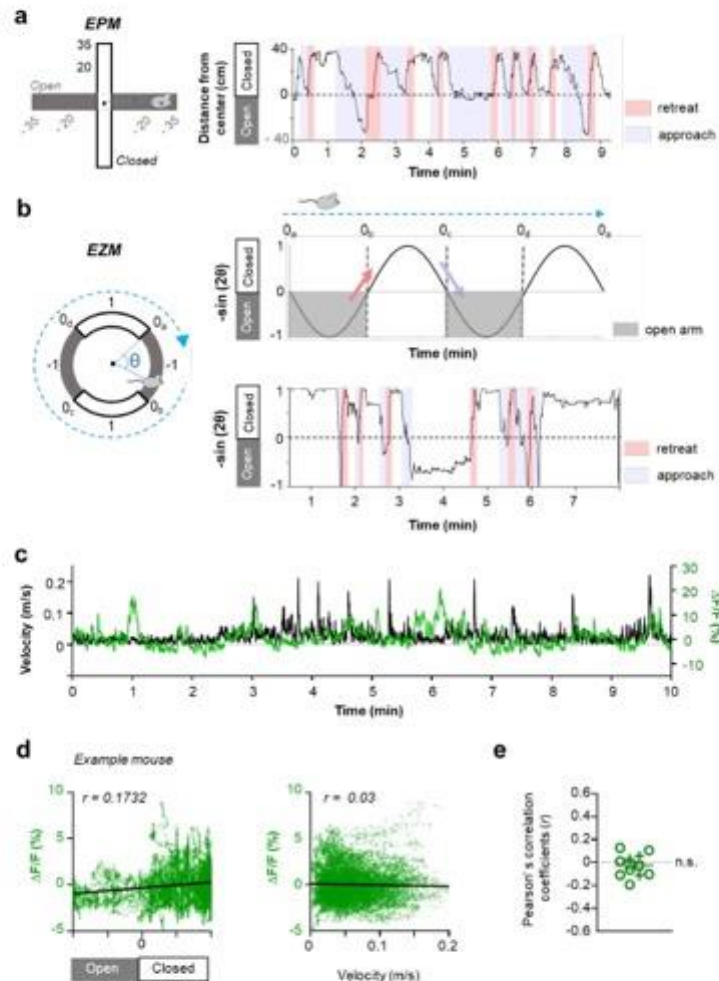 a
EPM
35
20
Open
-35
-20
-20
-35
Closed
Distance from
center (cm)
Open
Closed
40
0
40
0 1 2 3 4 5 6 7 8 9
Time (min)
retreat
approach
b
EZM
1
0d
0a
-1
θ
-1
0c
0b
1
0a 0b 0c 0d 0a
-sin (2θ)
Open
Closed
1
0
-1
Time (min)
open arm
-sin (2θ)
Open
Closed
1
0
-1
1 2 3 4 5 6 7
Time (min)
retreat
approach
c
Velocity (m/s)
0.2
0.1
0
30
20
10
0
-10
ΔF/F (%)
0 1 2 3 4 5 6 7 8 9 10
Time (min)
d
Example mouse
r = 0.1732
ΔF/F (%)
10
5
0
-5
0
Open Closed
r = 0.03
ΔF/F (%)
10
5
0
-5
0 0.05 0.1 0.2
Velocity (m/s)
e
Pearson's correlation
coefficients (r)
0.6
0.4
0.2
0
-0.2
-0.4
-0.6
n.s.